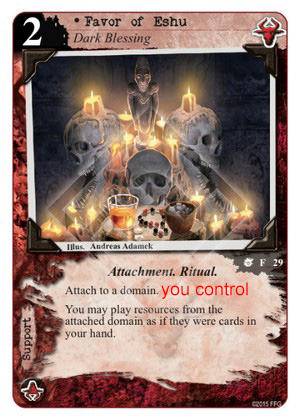 2
• Favor of Eshu
Dark Blessing
Illus. Andreas Adamek
F 29
Attachment. Ritual.
Attach to a domain. you control
You may play resources from the
attached domain as if they were cards in
your hand.
Support
©2015 FFG